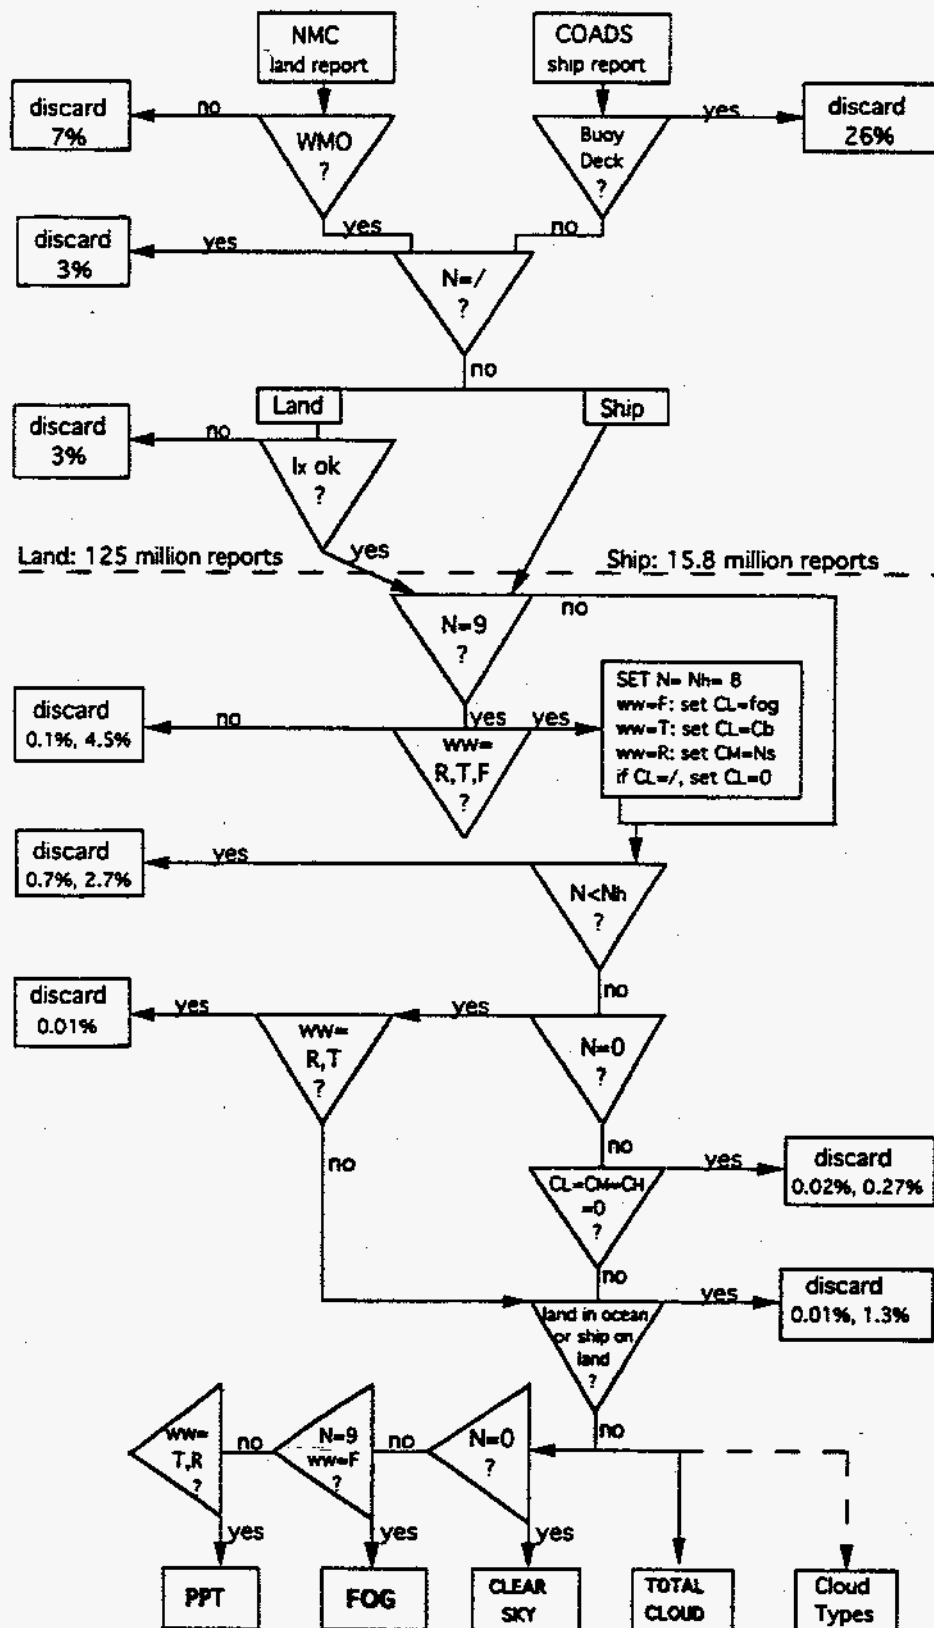 NMC
land report
COADS
ship report
discard
7%
no
WMO
?
Buoy
Deck
?
yes
discard
26%
yes
no
discard
3%
yes
N=/
?
no
Land
Ship
discard
3%
no
Ix ok
?
yes
Land: 125 million reports
Ship: 15.8 million reports
N=9
?
no
yes
yes
discard
0.1%, 4.5%
no
ww=
R,T,F
?
SET N= Nh= 8
ww=F: set CL=fog
ww=T: set CL=Cb
ww=R: set CM=Ns
if CL=/, set CL=0
discard
0.7%, 2.7%
yes
N<Nh
?
no
discard
0.01%
yes
ww=
R,T
?
yes
N=0
?
no
no
CL=CM=CH
=0
?
yes
discard
0.02%, 0.27%
no
land in ocean
or ship on
land
?
yes
discard
0.01%, 1.3%
no
ww=
T,R
?
no
N=9
ww=F
?
no
N=0
?
yes
yes
yes
PPT
FOG
CLEAR
SKY
TOTAL
CLOUD
Cloud
Types